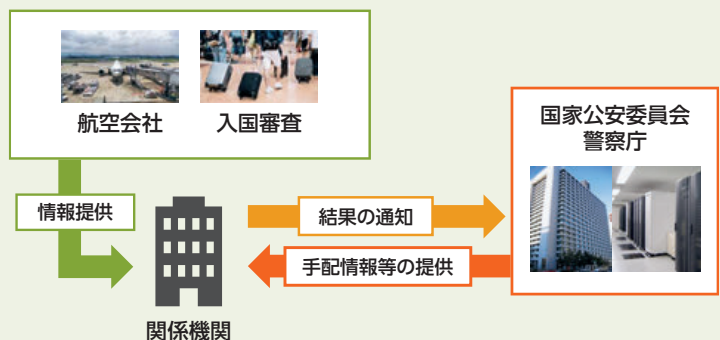 航空会社
入国審査
国家公安委員会
警察庁
情報提供
結果の通知
手配情報等の提供
関係機関